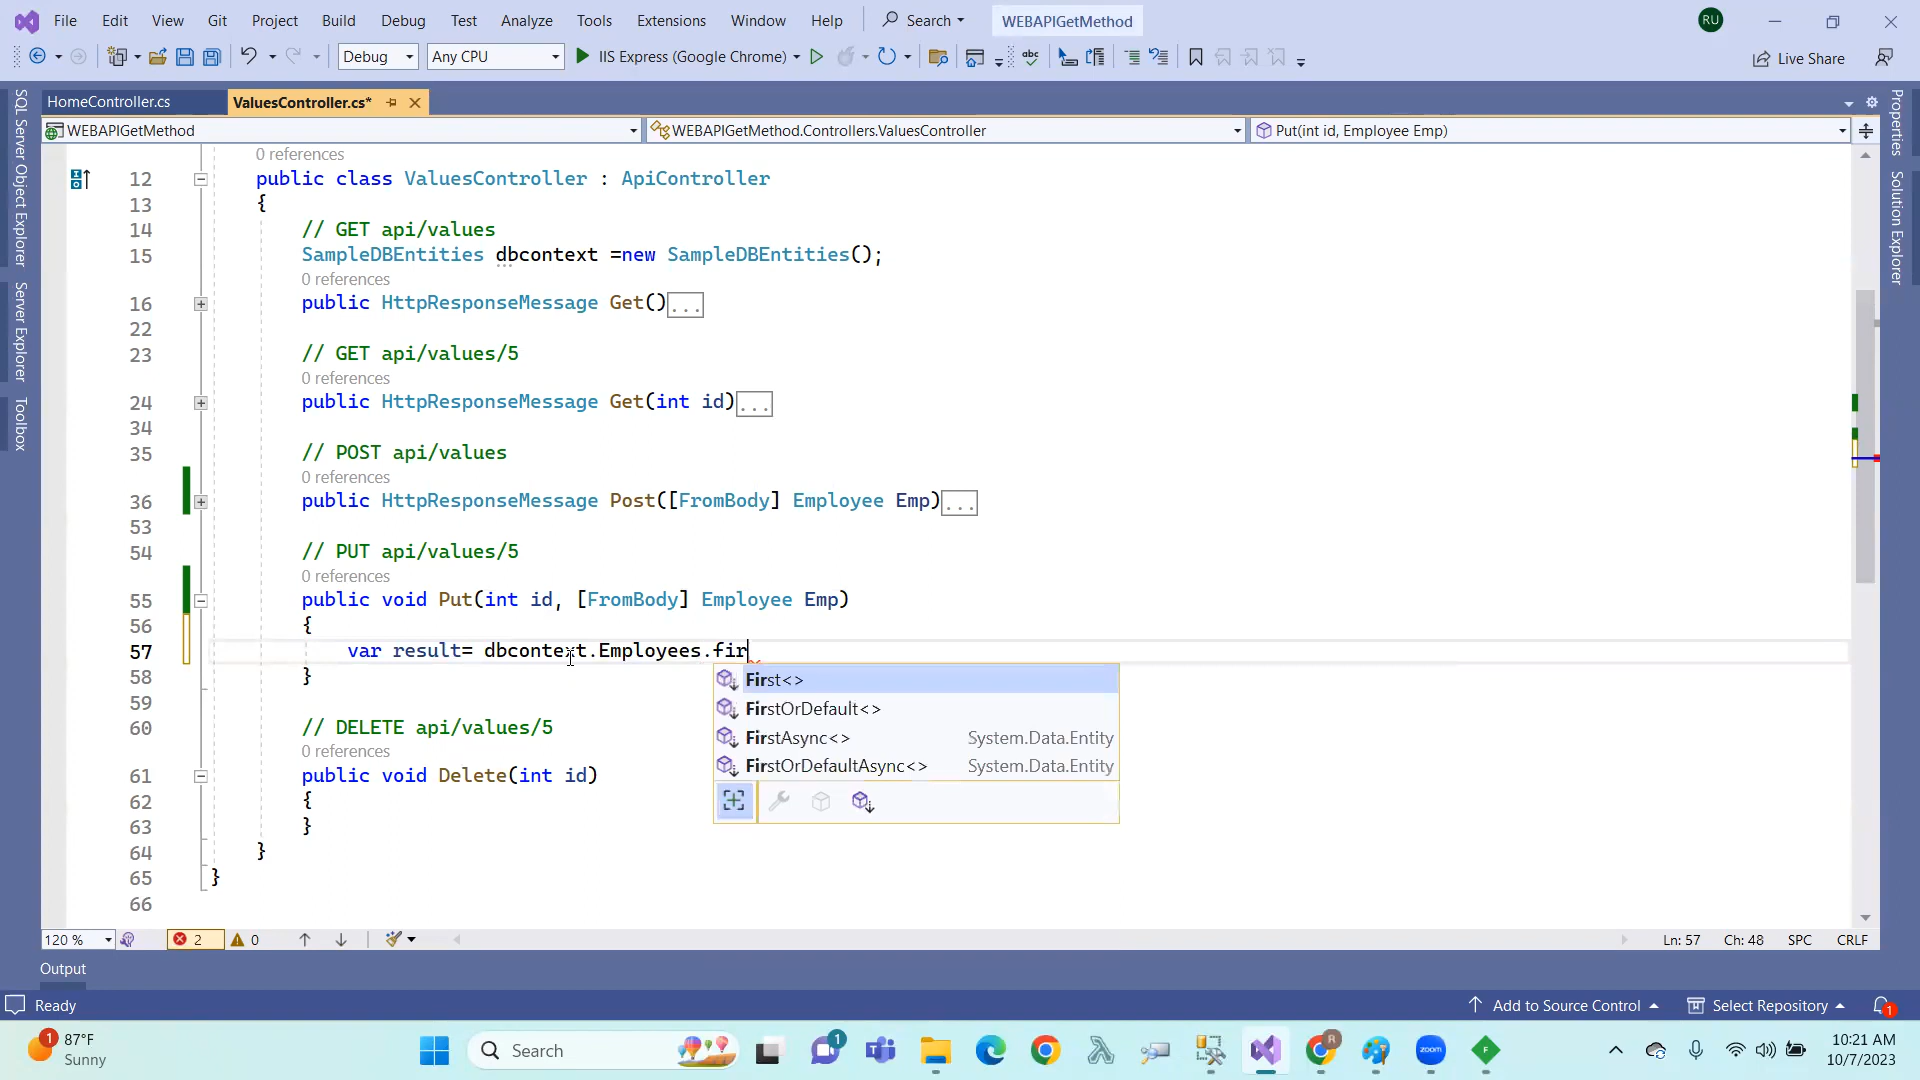 File Edit View Git Project Build Debug Test Analyze Tools Extensions Window Help Search WEBAPIGetMethod RU
Debug Any CPU IIS Express (Google Chrome) abc Live Share
HomeController.cs ValuesController.cs*
WEBAPIGetMethod WEBAPIGetMethod.Controllers.ValuesController Put(int id, Employee Emp)
SQL Server Object Explorer
Server Explorer
Toolbox
Properties
Solution Explorer
0 references
12 public class ValuesController : ApiController
13 {
14 // GET api/values
15 SampleDBEntities dbcontext =new SampleDBEntities();
0 references
16 public HttpResponseMessage Get()...
22
23 // GET api/values/5
0 references
24 public HttpResponseMessage Get(int id)...
34
35 // POST api/values
0 references
36 public HttpResponseMessage Post([FromBody] Employee Emp)...
53
54 // PUT api/values/5
0 references
55 public void Put(int id, [FromBody] Employee Emp)
56 {
57 var result= dbcontext.Employees.fir
58 }
First<>
FirstOrDefault<>
FirstAsync<> System.Data.Entity
FirstOrDefaultAsync<> System.Data.Entity
59
60 // DELETE api/values/5
0 references
61 public void Delete(int id)
62 {
63 }
64 }
65 }
66
120 % 2 0 Ln: 57 Ch: 48 SPC CRLF
Output
Ready Add to Source Control Select Repository 1
1 87°F
Sunny
Search 1 R zoom F
10:21 AM
10/7/2023